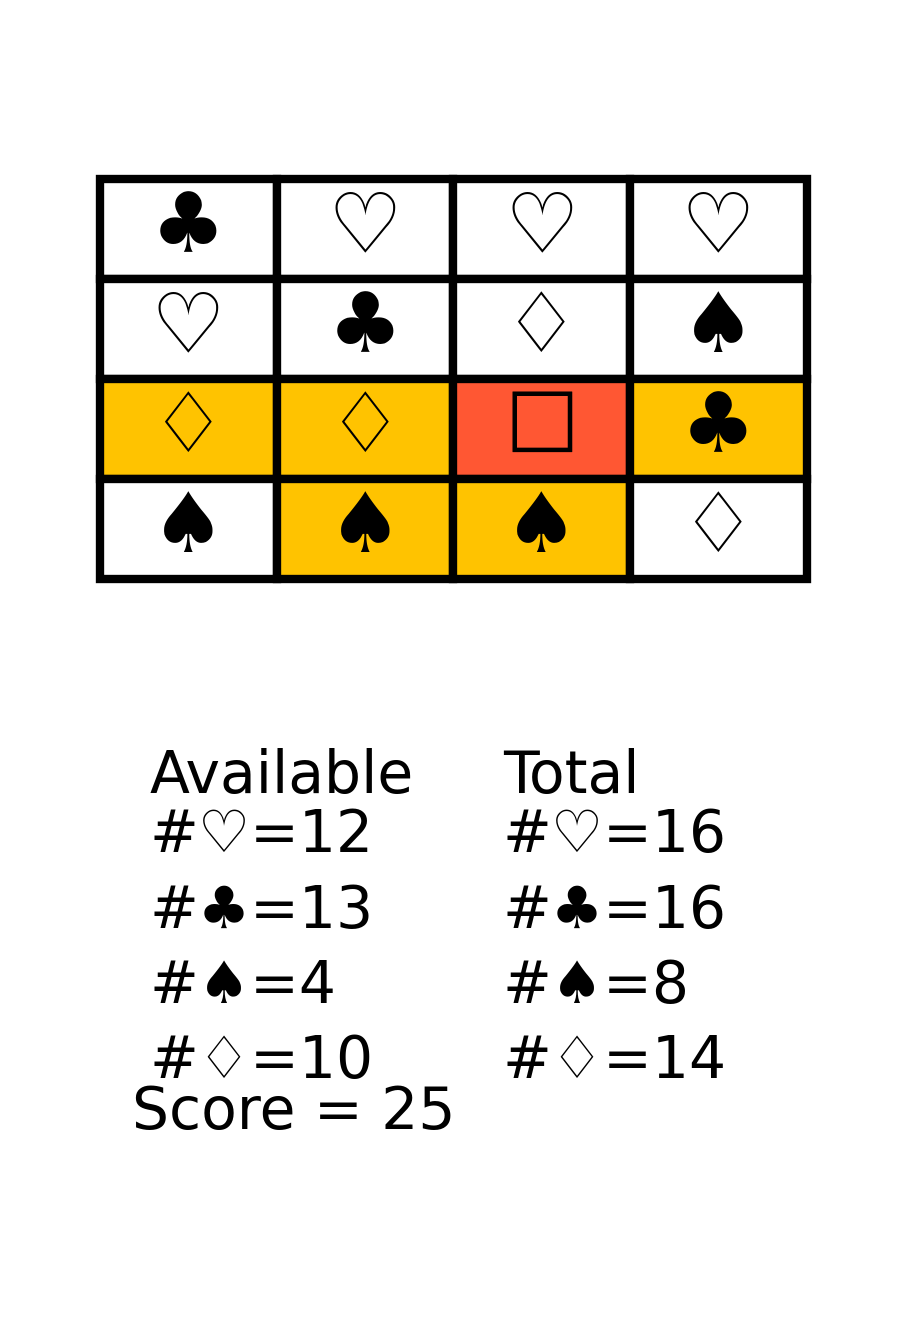 ♣ ♡ ♡ ♡
♡ ♣ ♢ ♠
♢ ♢ □ ♣
♠ ♠ ♠ ♢
Available Total
#♡=12 #♡=16
#♣=13 #♣=16
#♠=4 #♠=8
#♢=10 #♢=14
Score = 25